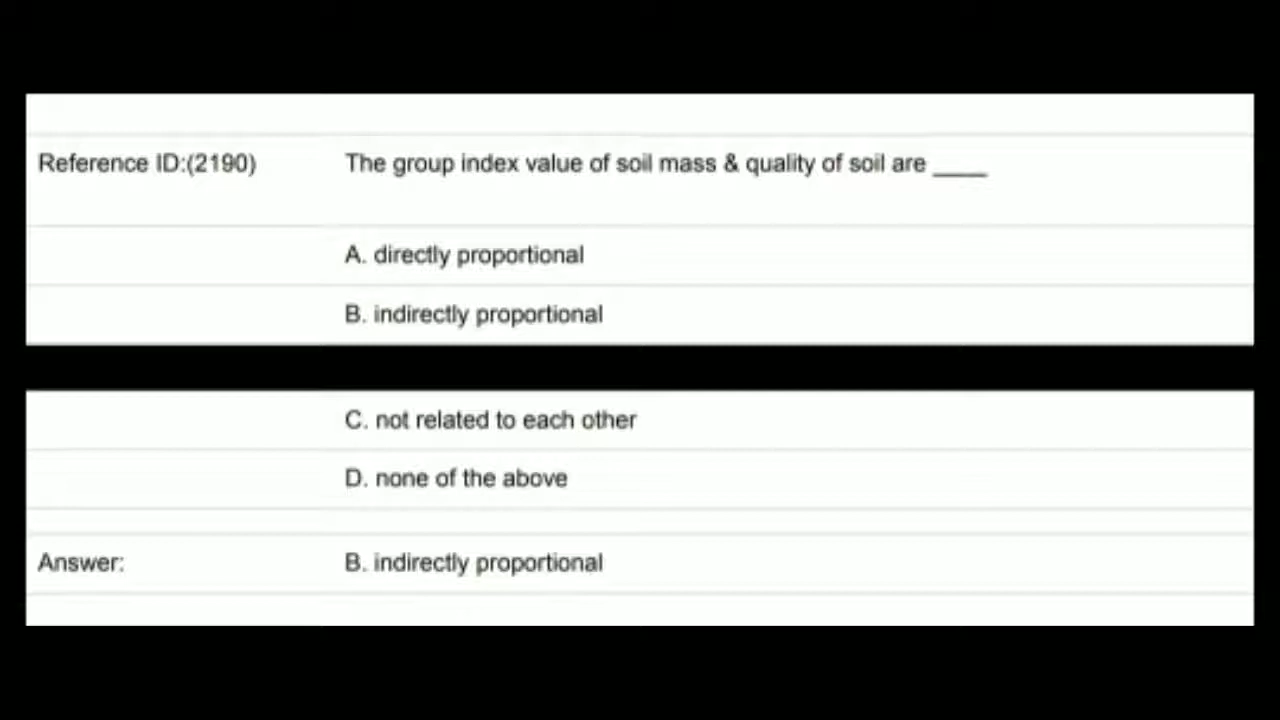 Reference ID:(2190) The group index value of soil mass & quality of soil are ____
A. directly proportional
B. indirectly proportional
C. not related to each other
D. none of the above
Answer: B. indirectly proportional